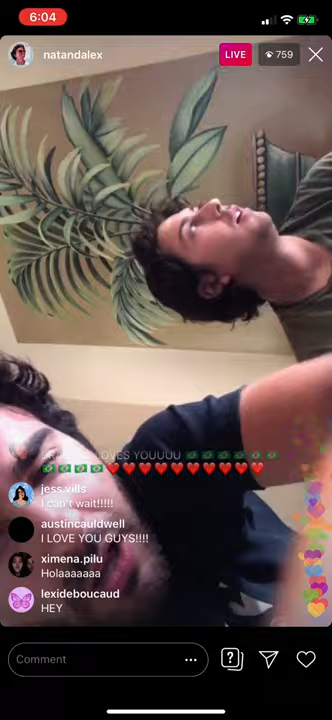 6:04
natandalex
LIVE
759
LOVES YOUUUU 🇧🇷🇧🇷🇧🇷🇧🇷🇧🇷🇧🇷
🇧🇷🇧🇷🇧🇷🇧🇷❤️❤️❤️❤️❤️❤️❤️❤️❤️❤️
jess.vills
I can't wait!!!!!
austincauldwell
I LOVE YOU GUYS!!!!
ximena.pilu
Holaaaaaaa
lexideboucaud
HEY
Comment